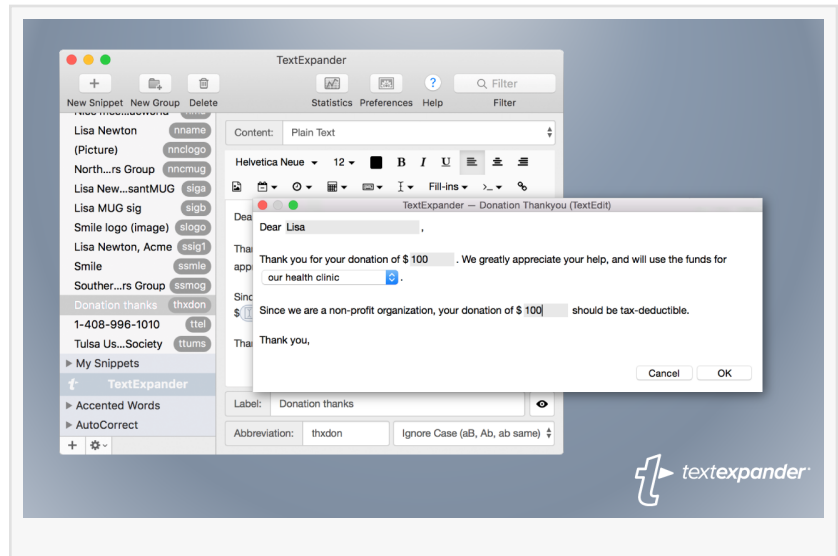 TextExpander
New Snippet New Group Delete Statistics Preferences Help Filter
Filter
Lisa Newton nname
(Picture) nnclogo
North...rs Group nncmug
Lisa New...santMUG siga
Lisa MUG sig sigb
Smile logo (image) slogo
Lisa Newton, Acme ssig1
Smile ssmle
Souther...rs Group ssmog
Donation thanks thxdon
1-408-996-1010 ttel
Tulsa Us...Society ttums
My Snippets
TextExpander
Accented Words
AutoCorrect
Content: Plain Text
Helvetica Neue 12 B I U
Fill-ins
Dea
Tha
app
Sinc
$
Tha
Label: Donation thanks
Abbreviation: thxdon Ignore Case (aB, Ab, ab same)
TextExpander — Donation Thankyou (TextEdit)
Dear Lisa ,
Thank you for your donation of $ 100 . We greatly appreciate your help, and will use the funds for
our health clinic .
Since we are a non-profit organization, your donation of $ 100 should be tax-deductible.
Thank you,
Cancel OK
textexpander